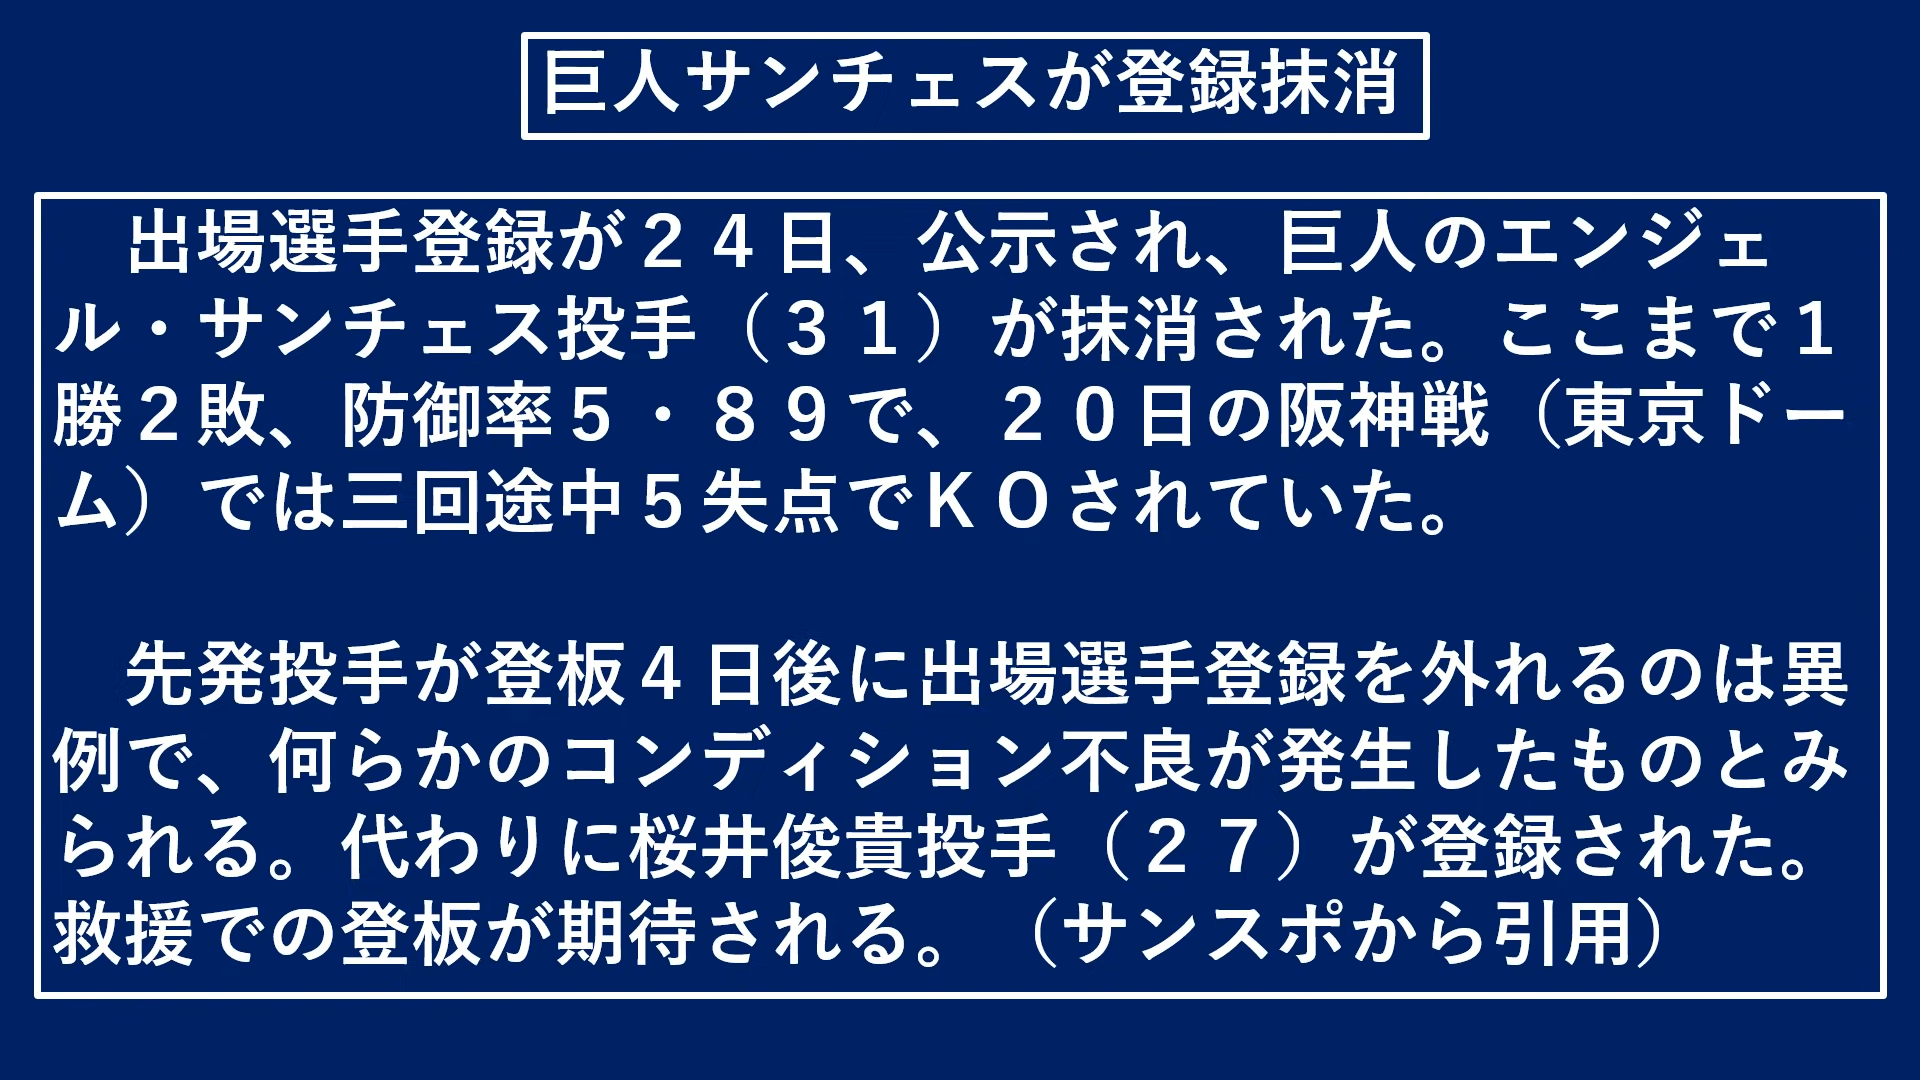 巨人サンチェスが登録抹消
　出場選手登録が２４日、公示され、巨人のエンジェ
ル・サンチェス投手（３１）が抹消された。ここまで１
勝２敗、防御率５・８９で、２０日の阪神戦（東京ドー
ム）では三回途中５失点でＫＯされていた。
　先発投手が登板４日後に出場選手登録を外れるのは異
例で、何らかのコンディション不良が発生したものとみ
られる。代わりに桜井俊貴投手（２７）が登録された。
救援での登板が期待される。（サンスポから引用）